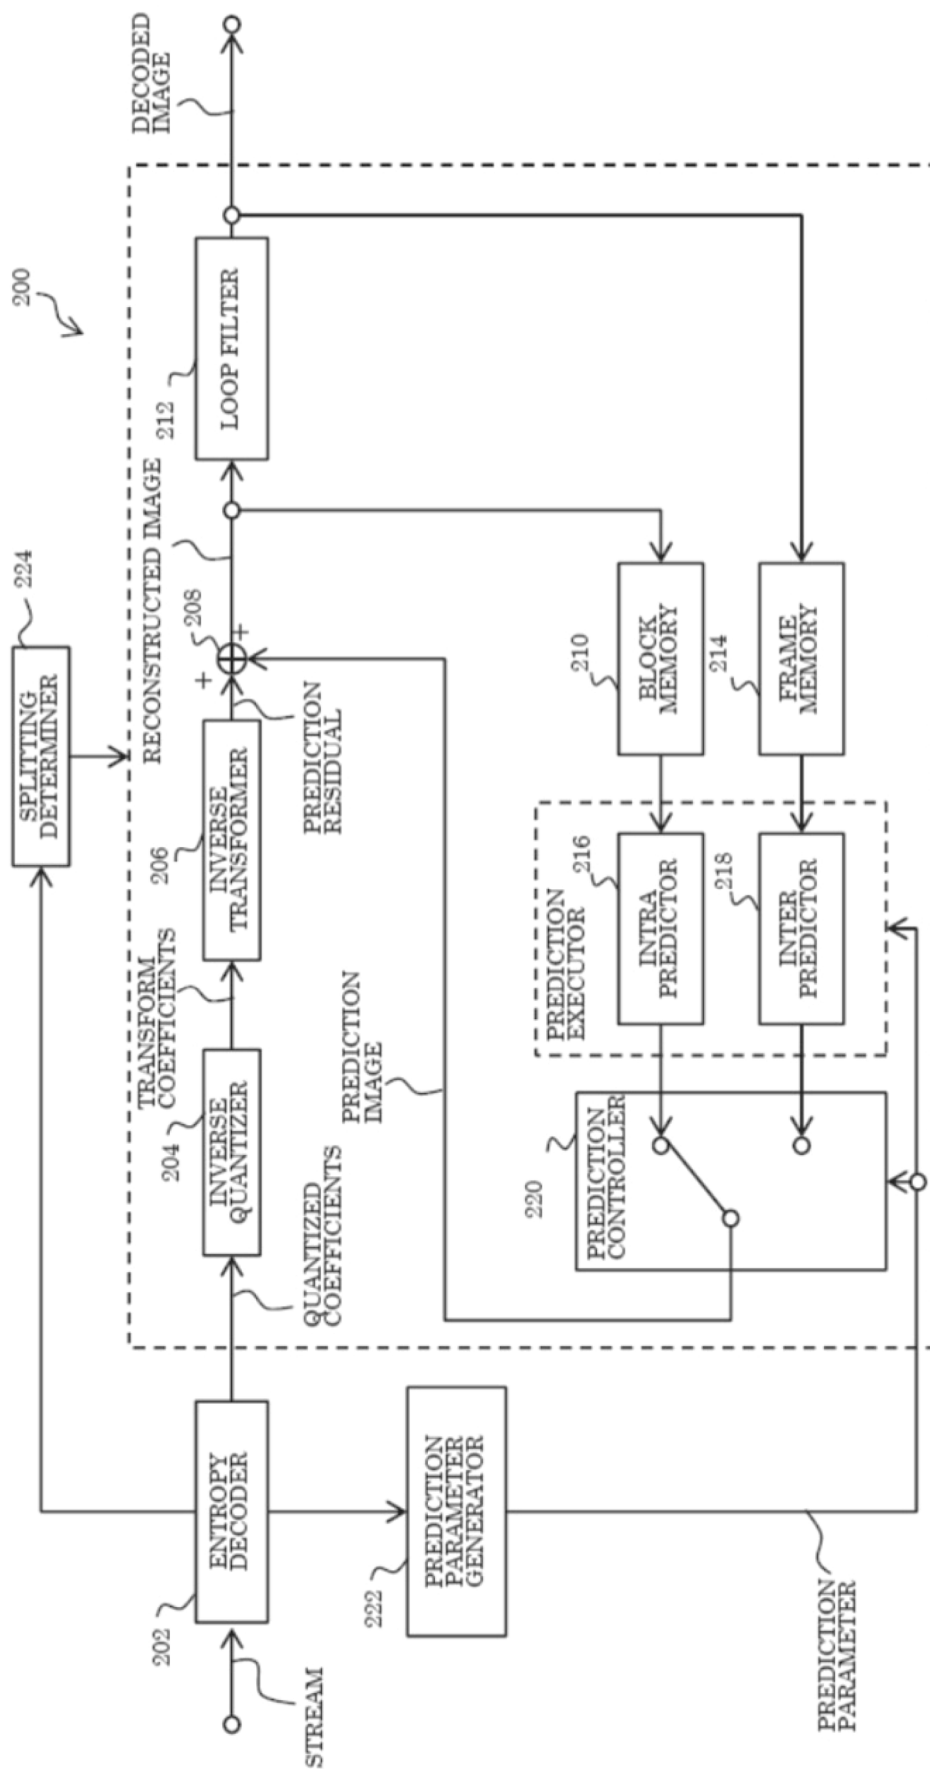 200
SPLITTING
DETERMINER
224
STREAM
202
ENTROPY
DECODER
QUANTIZED
COEFFICIENTS
204
INVERSE
QUANTIZER
TRANSFORM
COEFFICIENTS
206
INVERSE
TRANSFORMER
PREDICTION
RESIDUAL
+
+
208
RECONSTRUCTED IMAGE
212
LOOP FILTER
DECODED
IMAGE
222
PREDICTION
PARAMETER
GENERATOR
PREDICTION
IMAGE
220
PREDICTION
CONTROLLER
PREDICTION
EXECUTOR
216
INTRA
PREDICTOR
210
BLOCK
MEMORY
218
INTER
PREDICTOR
214
FRAME
MEMORY
PREDICTION
PARAMETER